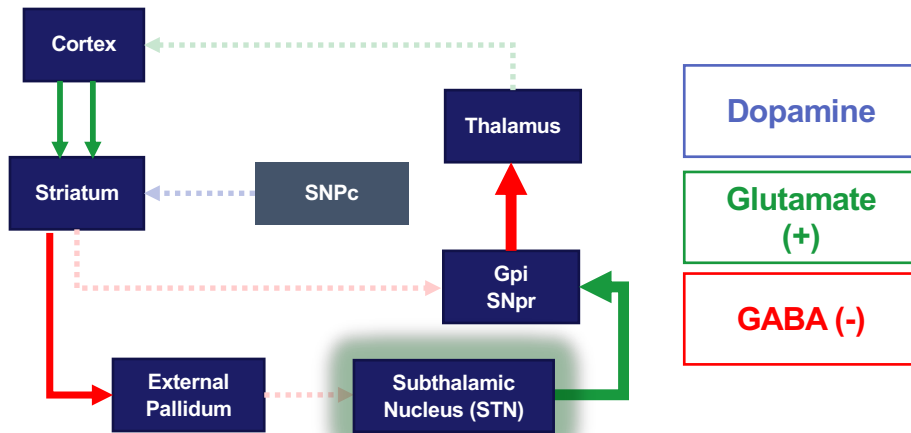 Cortex
Thalamus
Striatum
SNPc
Gpi
SNpr
External
Pallidum
Subthalamic
Nucleus (STN)
Dopamine
Glutamate
(+)
GABA (-)